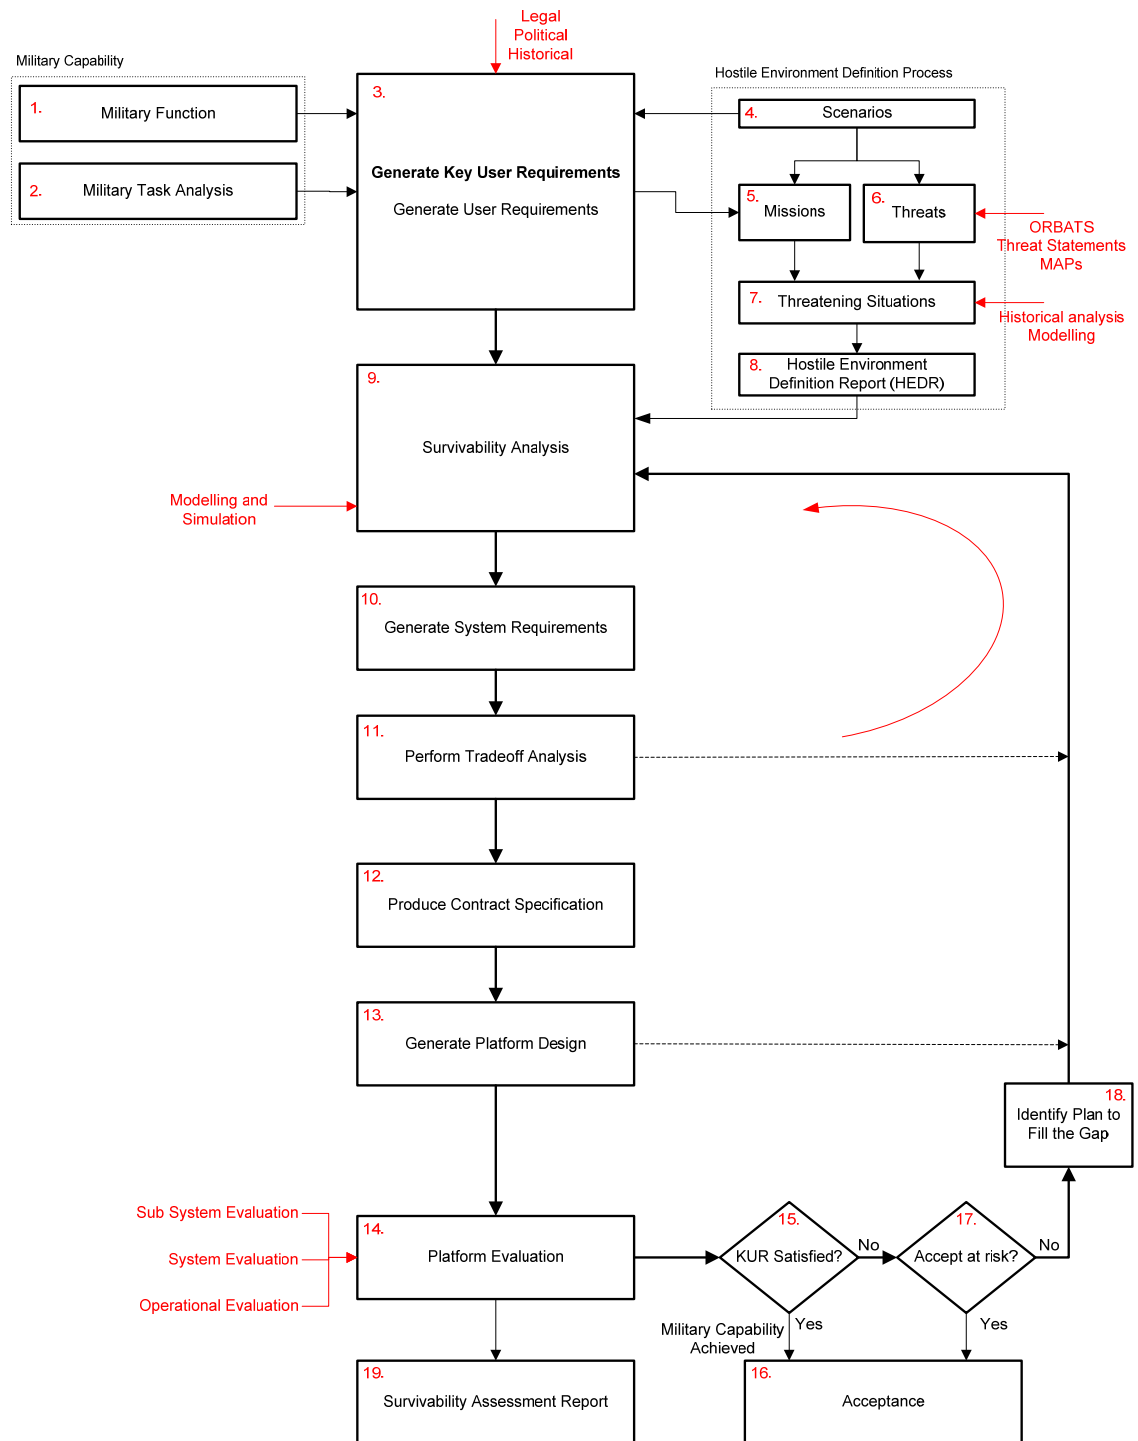 Legal
Political
Historical
Military Capability
Hostile Environment Definition Process
1.
Military Function
2.
Military Task Analysis
3.
Generate Key User Requirements
Generate User Requirements
4.
Scenarios
5.
Missions
6.
Threats
ORBATS
Threat Statements
MAPs
7.
Threatening Situations
Historical analysis
Modelling
8.
Hostile Environment
Definition Report (HEDR)
9.
Survivability Analysis
Modelling and
Simulation
10.
Generate System Requirements
11.
Perform Tradeoff Analysis
12.
Produce Contract Specification
13.
Generate Platform Design
18.
Identify Plan to
Fill the Gap
Sub System Evaluation
System Evaluation
Operational Evaluation
14.
Platform Evaluation
15.
KUR Satisfied?
No
17.
Accept at risk?
No
Yes
Yes
Military Capability
Achieved
19.
Survivability Assessment Report
16.
Acceptance